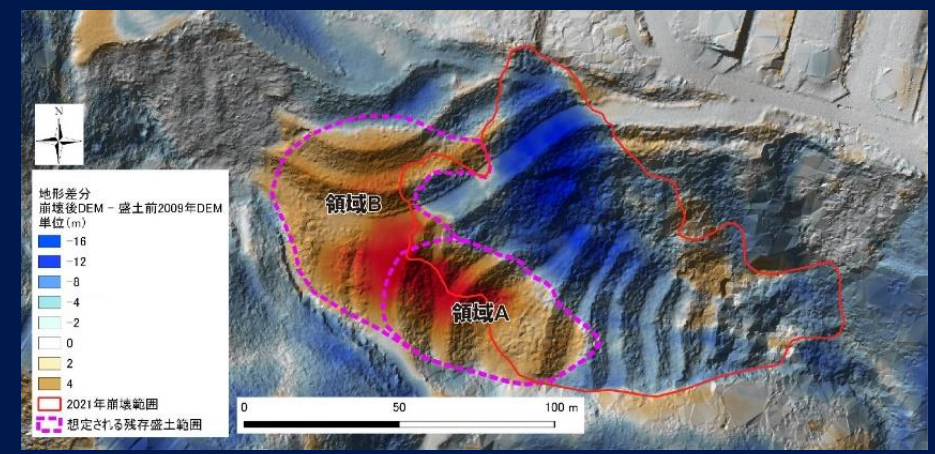 N
地形差分
崩壊後DEM - 盛土前2009年DEM
単位(m)
-16
-12
-8
-4
-2
0
2
4
2021年崩壊範囲
想定される残存盛土範囲
領域B
領域A
0 50 100 m